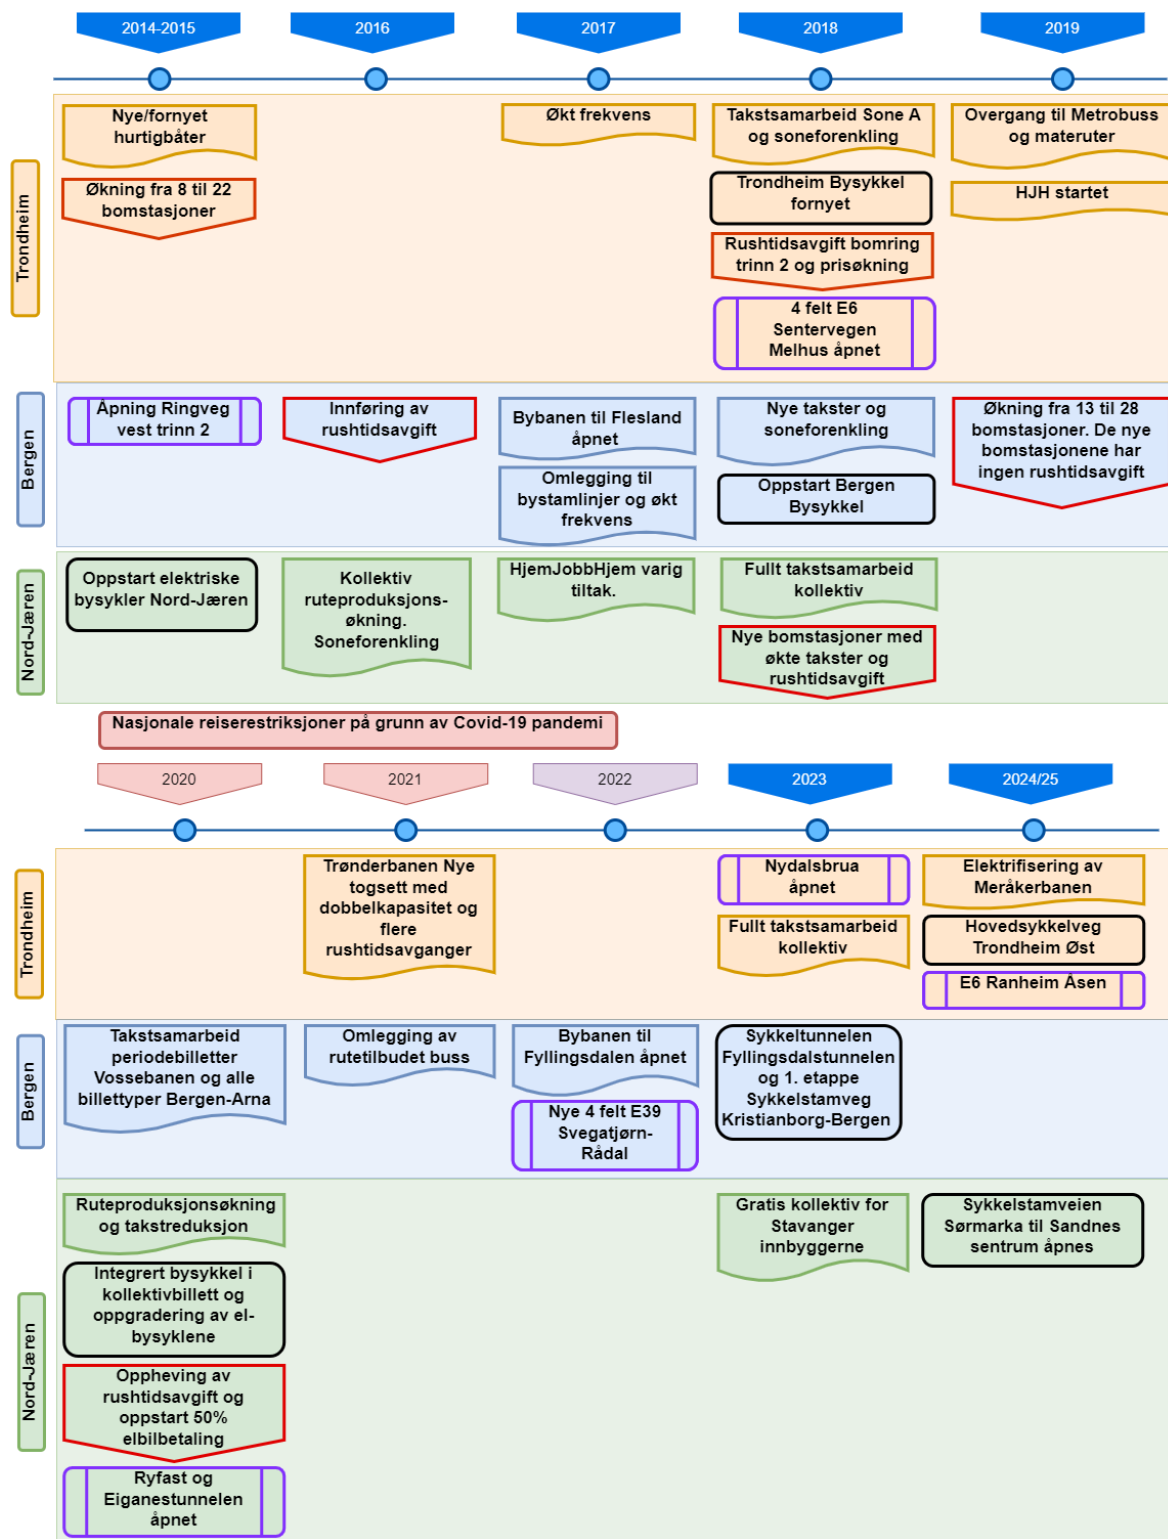 2014-2015
2016
2017
2018
2019
Trondheim
Nye/fornyet
hurtigbåter
Økning fra 8 til 22
bomstasjoner
Økt frekvens
Takstsamarbeid Sone A
og soneforenkling
Trondheim Bysykkel
fornyet
Rushtidsavgift bomring
trinn 2 og prisøkning
4 felt E6
Sentervegen
Melhus åpnet
Overgang til Metrobuss
og materuter
HJH startet
Bergen
Åpning Ringveg
vest trinn 2
Innføring av
rushtidsavgift
Bybanen til Flesland
åpnet
Omlegging til
bystamlinjer og økt
frekvens
Nye takster og
soneforenkling
Oppstart Bergen
Bysykkel
Økning fra 13 til 28
bomstasjoner. De nye
bomstasjonene har
ingen rushtidsavgift
Nord-Jæren
Oppstart elektriske
bysykler Nord-Jæren
Kollektiv
ruteproduksjons-
økning.
Soneforenkling
HjemJobbHjem varig
tiltak.
Fullt takstsamarbeid
kollektiv
Nye bomstasjoner med
økte takster og
rushtidsavgift
Nasjonale reiserestriksjoner på grunn av Covid-19 pandemi
2020
2021
2022
2023
2024/25
Trondheim
Trønderbanen Nye
togsett med
dobbelkapasitet og
flere
rushtidsavganger
Nydalsbrua
åpnet
Fullt takstsamarbeid
kollektiv
Elektrifisering av
Meråkerbanen
Hovedsykkelveg
Trondheim Øst
E6 Ranheim Åsen
Bergen
Takstsamarbeid
periodebilletter
Vossebanen og alle
billettyper Bergen-Arna
Omlegging av
rutetilbudet buss
Bybanen til
Fyllingsdalen åpnet
Nye 4 felt E39
Svegatjørn-
Rådal
Sykkeltunnelen
Fyllingsdalstunnelen
og 1. etappe
Sykkelstamveg
Kristianborg-Bergen
Nord-Jæren
Ruteproduksjonsøkning
og takstreduksjon
Integrert bysykkel i
kollektivbillett og
oppgradering av el-
bysyklene
Oppheving av
rushtidsavgift og
oppstart 50%
elbilbetaling
Ryfast og
Eiganestunnelen
åpnet
Gratis kollektiv for
Stavanger
innbyggerne
Sykkelstamveien
Sørmarka til Sandnes
sentrum åpnes